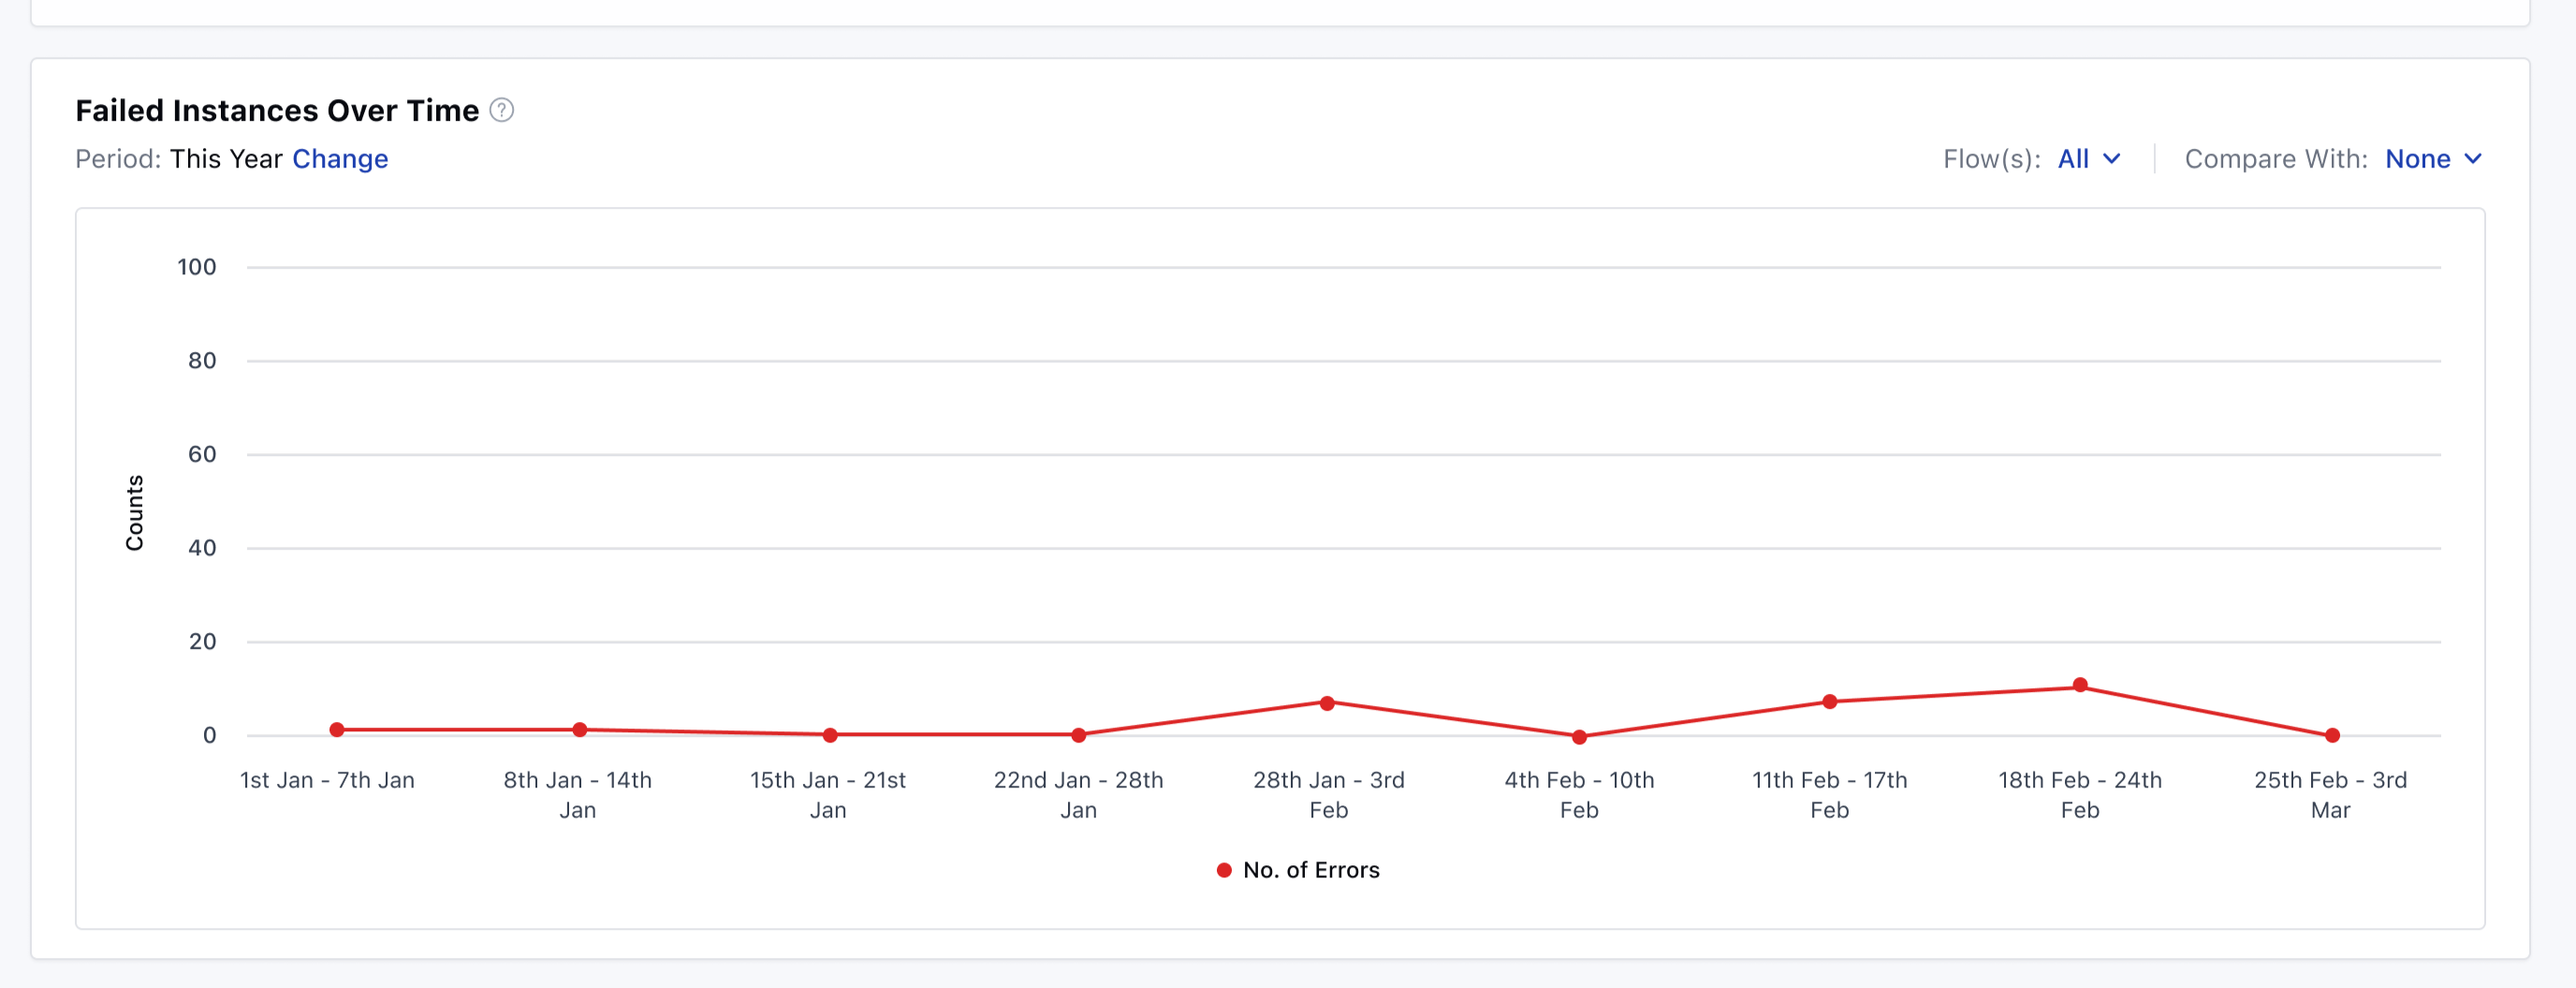 Failed Instances Over Time ?
Period: This Year Change
Flow(s): All
Compare With: None
100
80
60
40
20
0
Counts
1st Jan - 7th Jan
8th Jan - 14th
Jan
15th Jan - 21st
Jan
22nd Jan - 28th
Jan
28th Jan - 3rd
Feb
4th Feb - 10th
Feb
11th Feb - 17th
Feb
18th Feb - 24th
Feb
25th Feb - 3rd
Mar
No. of Errors